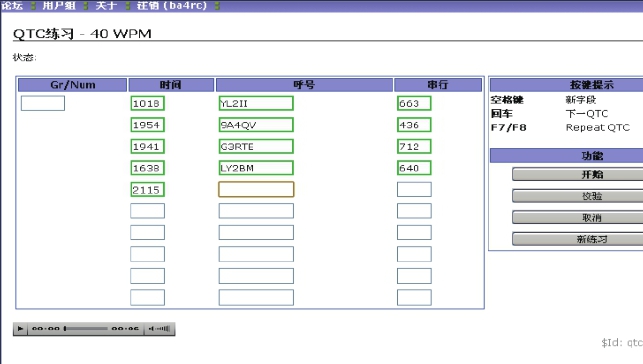 论坛 用户组 关于 注销 (ba4rc)
QTC练习 - 40 WPM
状态:
Gr/Num 时间 呼号 串行
1018 YL2II 663
1954 9A4QV 436
1941 G3RTE 712
1638 LY2BM 640
2115
按键提示
空格键 新字段
回车 下一QTC
F7/F8 Repeat QTC
功能
开始
校验
取消
新练习
00:00 00:46
$Id: qtc